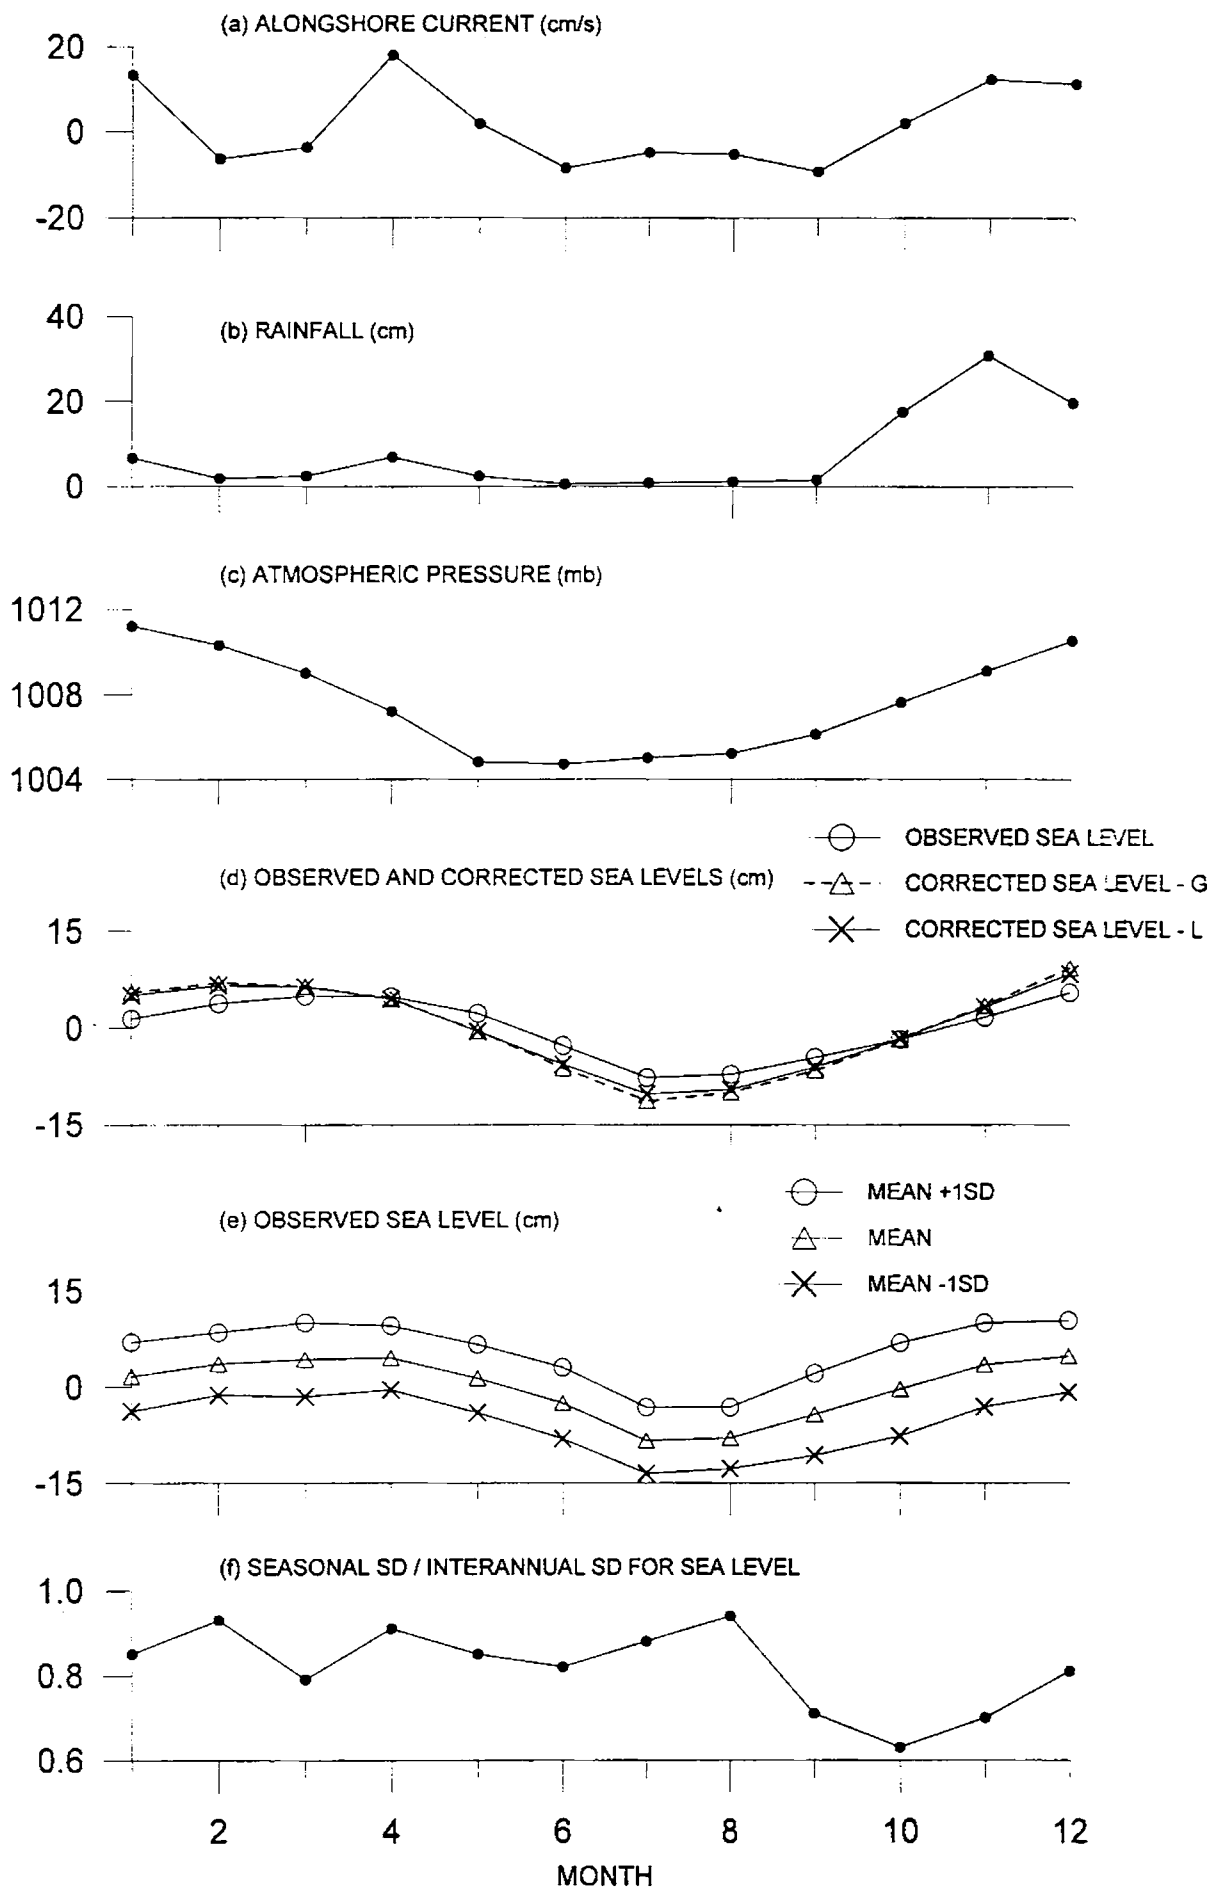 (a) ALONGSHORE CURRENT (cm/s)
20
0
-20
(b) RAINFALL (cm)
40
20
0
(c) ATMOSPHERIC PRESSURE (mb)
1012
1008
1004
OBSERVED SEA LEVEL
(d) OBSERVED AND CORRECTED SEA LEVELS (cm)
CORRECTED SEA LEVEL - G
CORRECTED SEA LEVEL - L
15
0
-15
MEAN +1SD
(e) OBSERVED SEA LEVEL (cm)
MEAN
MEAN -1SD
15
0
-15
(f) SEASONAL SD / INTERANNUAL SD FOR SEA LEVEL
1.0
0.8
0.6
2 4 6 8 10 12
MONTH